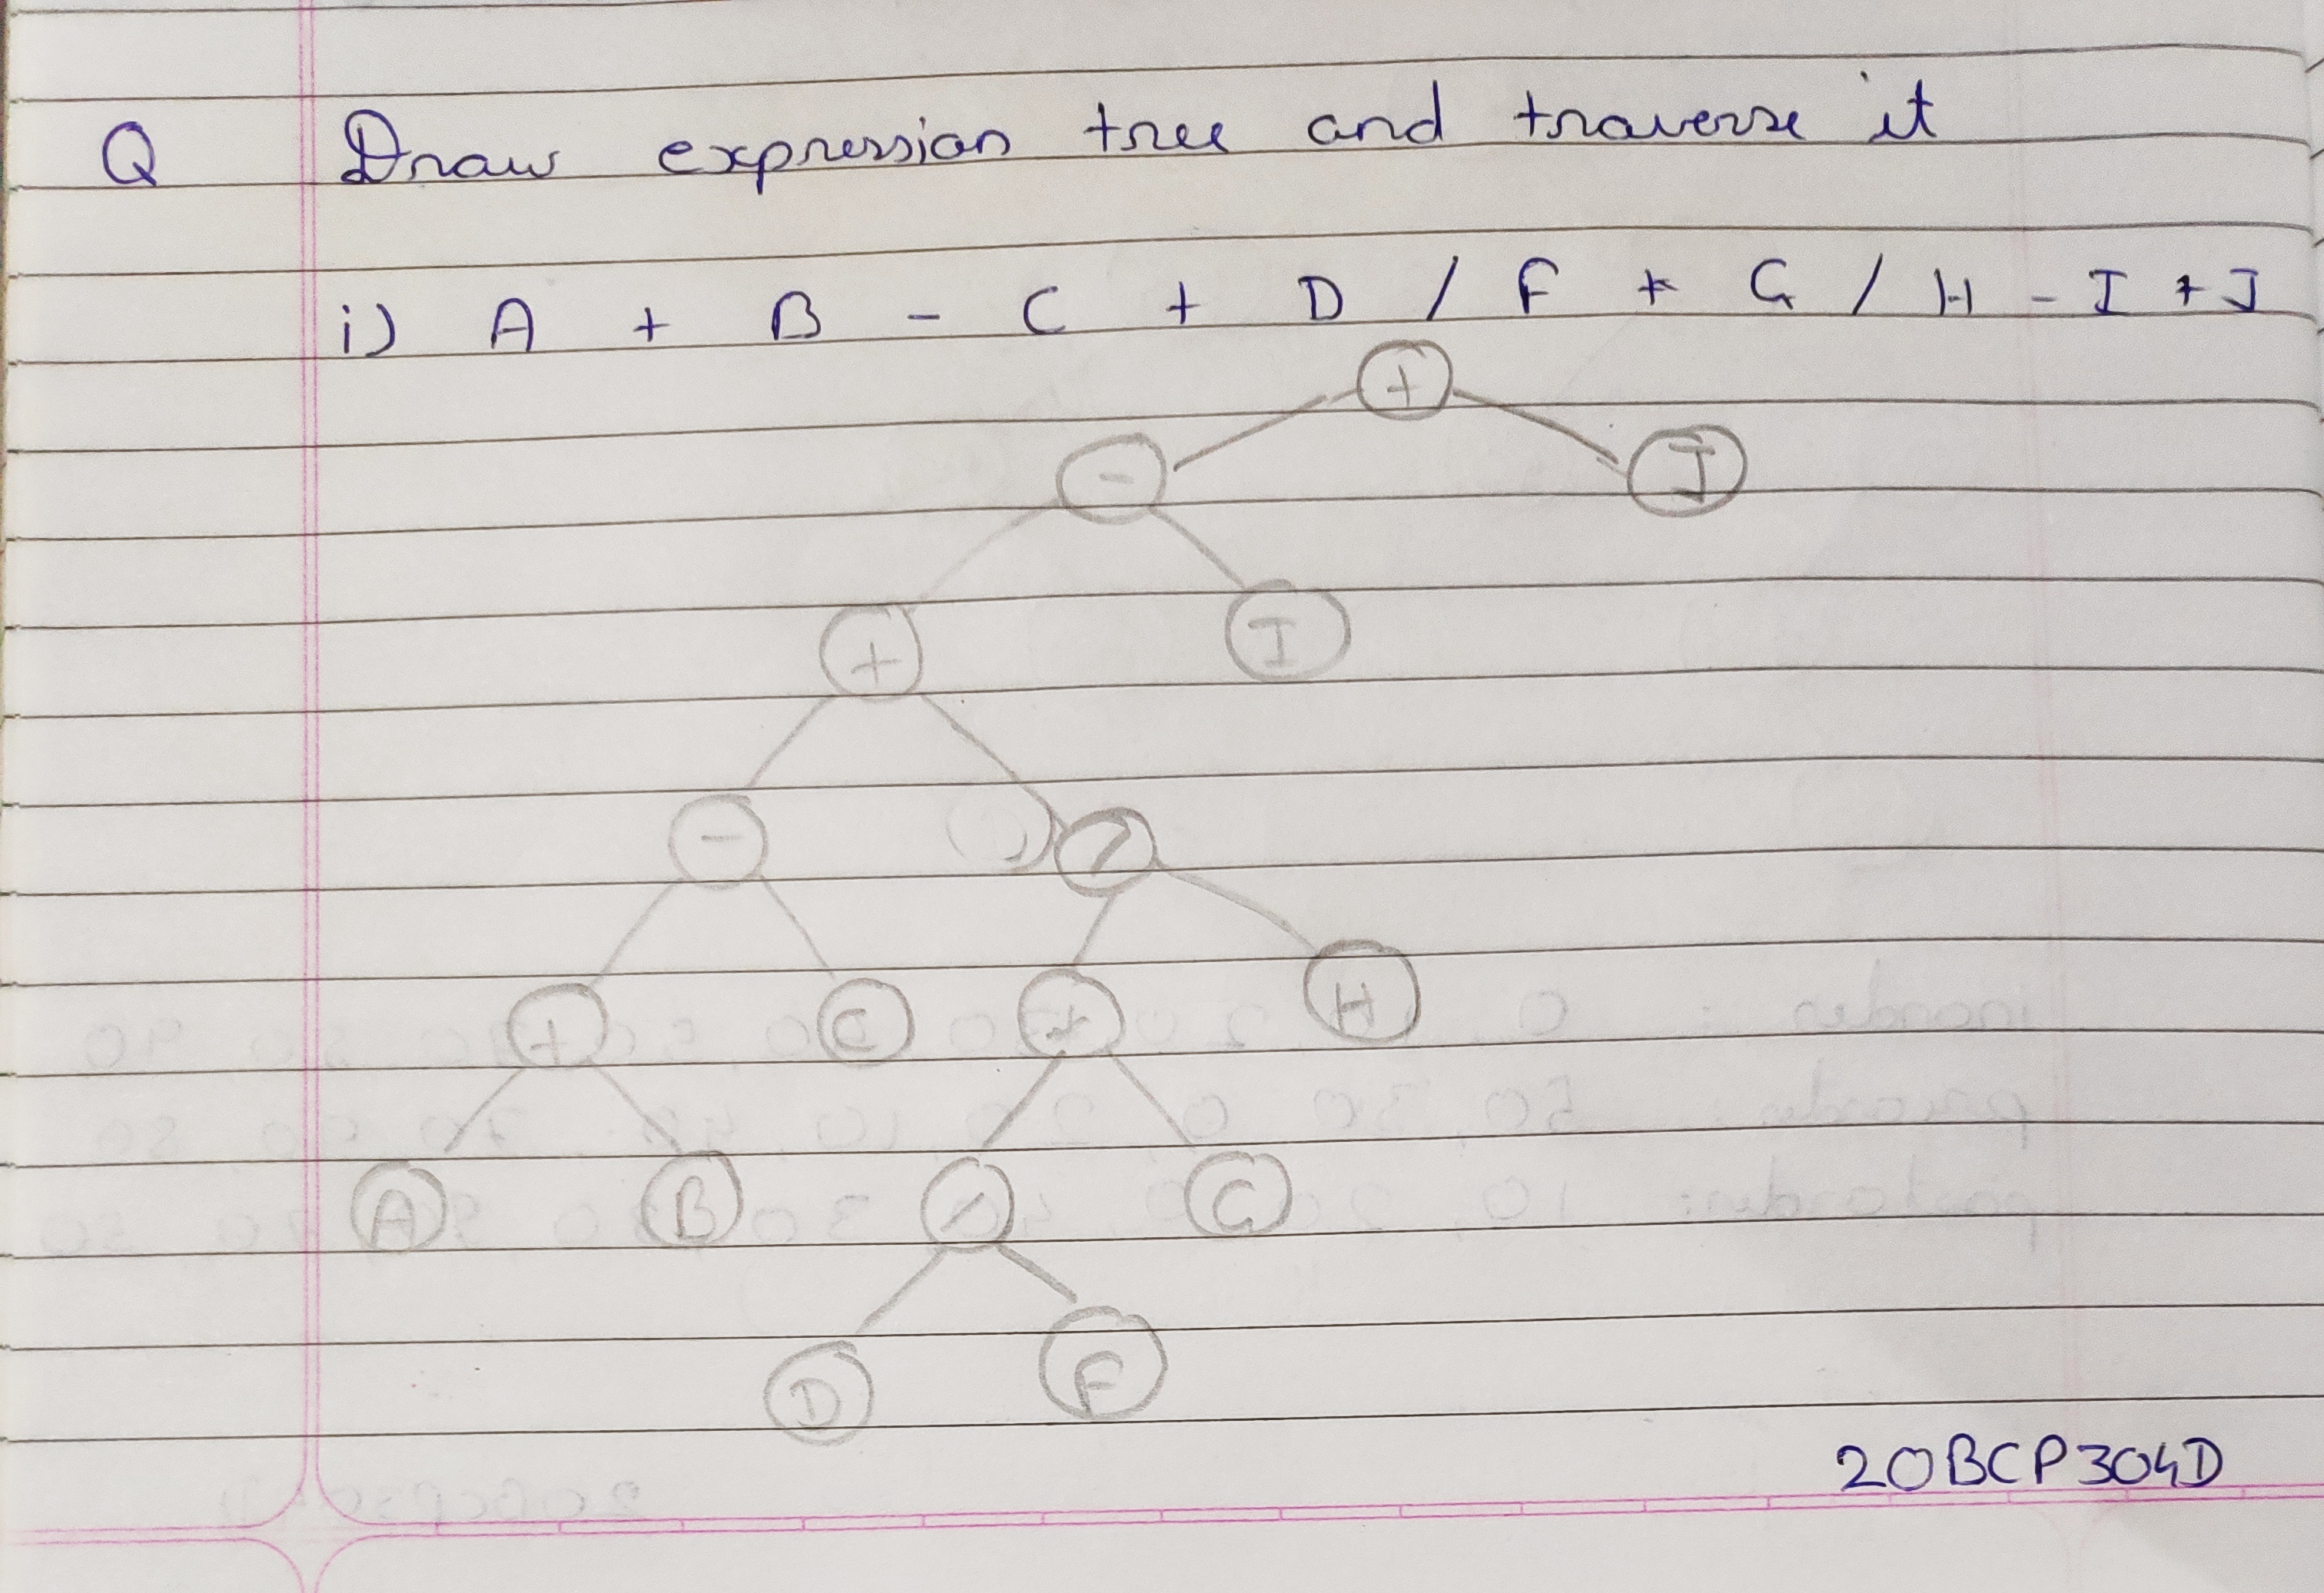 Q Draw expression tree and traverse it
i) A + B - C + D / F * G / H - I + J
+
- J
+ I
- /
+ C * H
A B / G
D F
20BCP304D